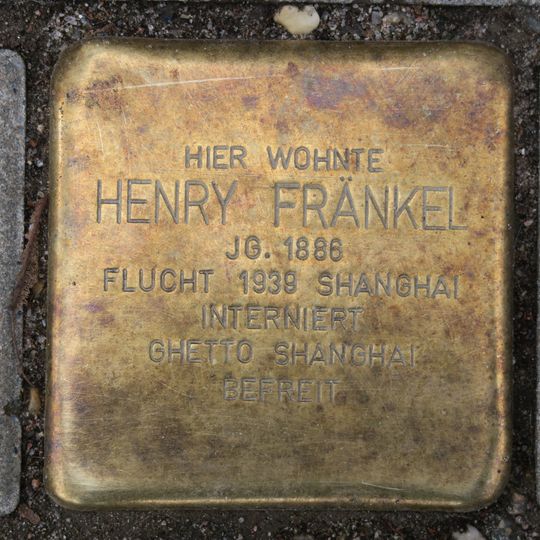 HIER WOHNTE
HENRY FRÄNKEL
JG. 1886
FLUCHT 1939 SHANGHAI
INTERNIERT
GHETTO SHANGHAI
BEFREIT